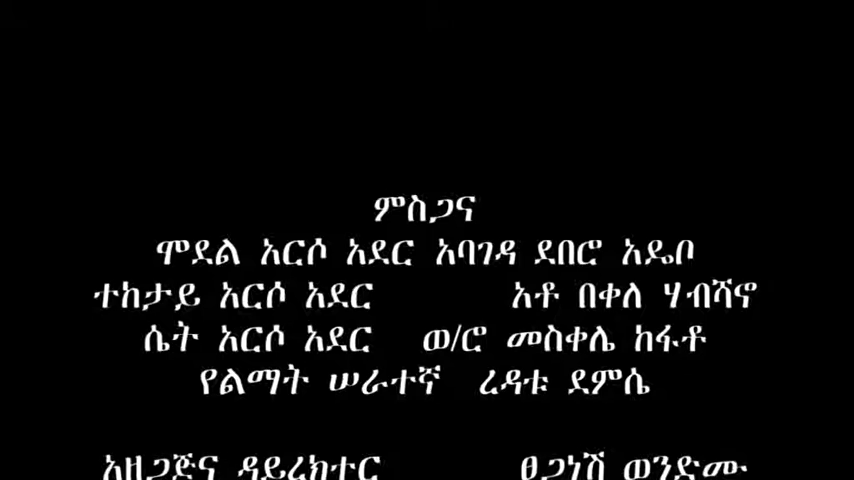 ምስጋና
ሞደል አርሶ አደር አባገዳ ደበሮ አዴቦ
ተከታይ አርሶ አደር አቶ በቀለ ሃብሻኖ
ሴት አርሶ አደር ወ/ሮ መስቀሌ ከፋቶ
የልማት ሠራተኛ ረዳቱ ደምሴ
አዘጋጅና ዳይረክተር ፀጋነሽ ወንድሙ